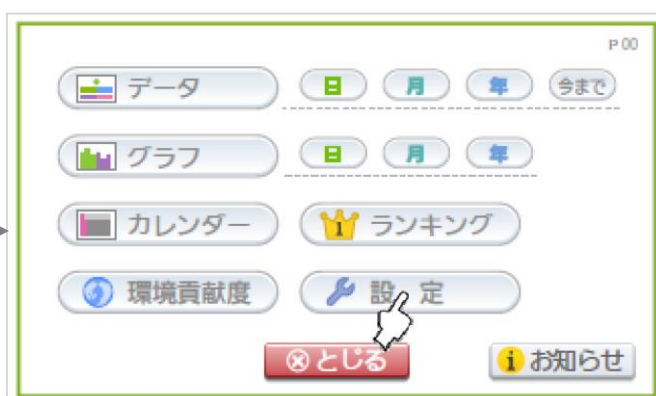 P 00
データ 日 月 年 今まで
グラフ 日 月 年
カレンダー 1 ランキング
環境貢献度 設 定
とじる i お知らせ